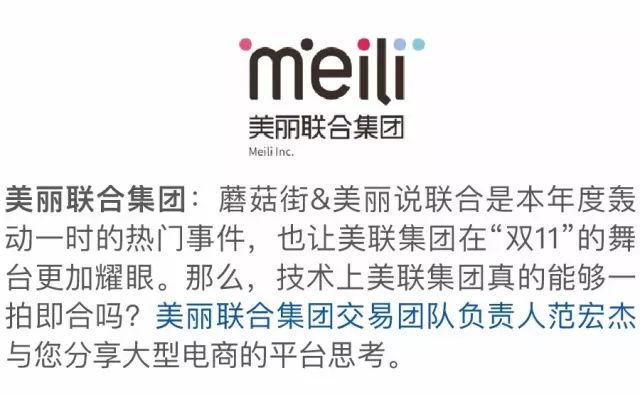 meili
美丽联合集团
Meili Inc.
美丽联合集团：蘑菇街&美丽说联合是本年度轰
动一时的热门事件，也让美联集团在“双11”的舞
台更加耀眼。那么，技术上美联集团真的能够一
拍即合吗？美丽联合集团交易团队负责人范宏杰
与您分享大型电商的平台思考。